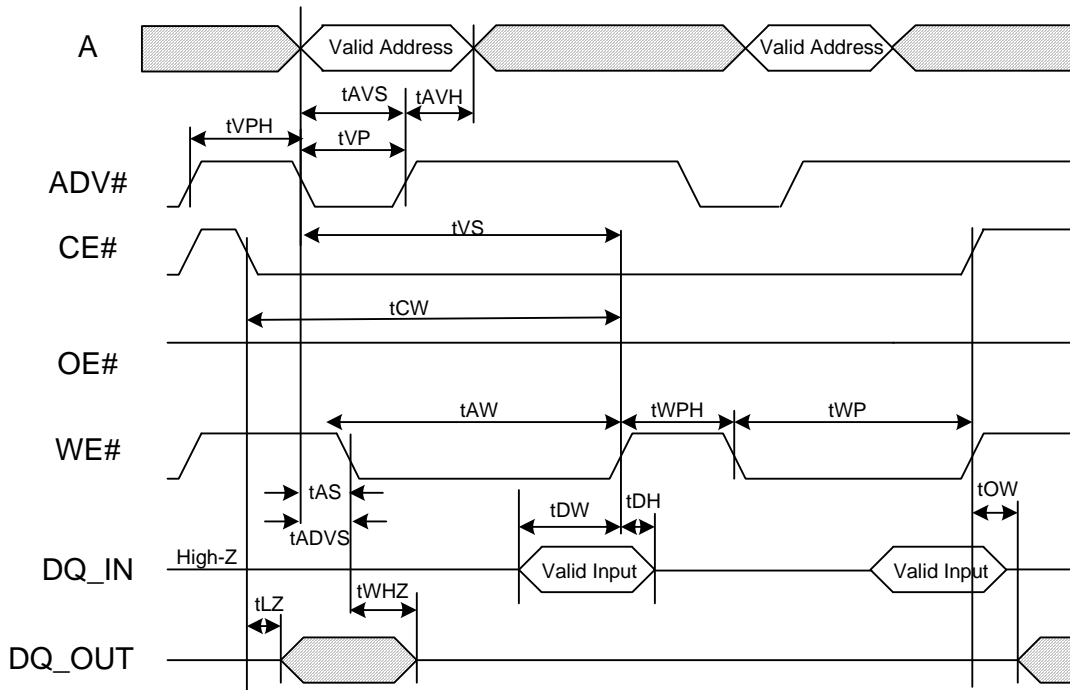 A
Valid Address
Valid Address
tAVS
tAVH
tVPH
tVP
ADV#
tVS
CE#
tCW
OE#
tAW
tWPH
tWP
WE#
tAS
tDW
tDH
tOW
tADVS
High-Z
DQ_IN
Valid Input
Valid Input
tWHZ
tLZ
DQ_OUT